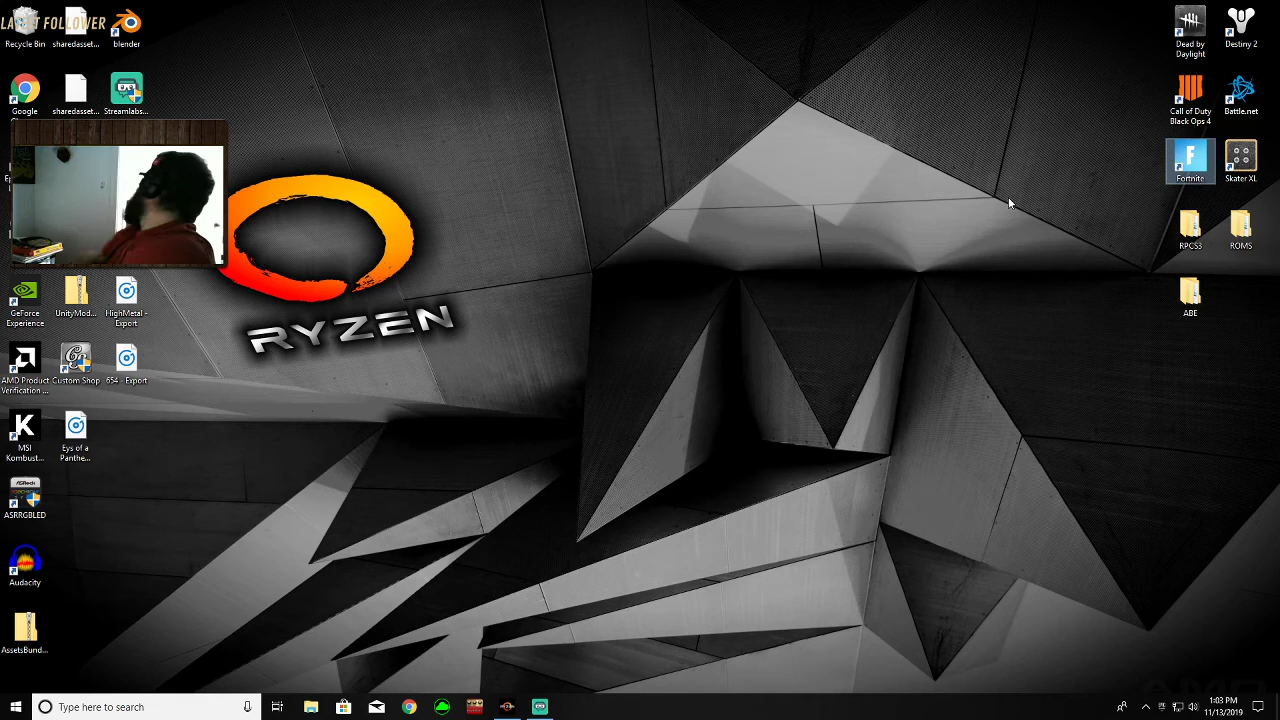 LATEST FOLLOWER
Recycle Bin
sharedasset...
blender
Google
sharedasset...
Streamlabs...
GeForce
Experience
UnityMod...
HighMetal -
Export
AMD Product
Verification ...
Custom Shop
654 - Export
K
MSI
Kombust...
Eys of a
Panthe...
ASRock
ASRRGBLED
Audacity
AssetsBund...
RYZEN
Dead by
Daylight
Destiny 2
Call of Duty
Black Ops 4
Battle.net
F
Fortnite
Skater XL
RPCS3
ROMS
ABE
Type here to search
1:03 PM
11/13/2019